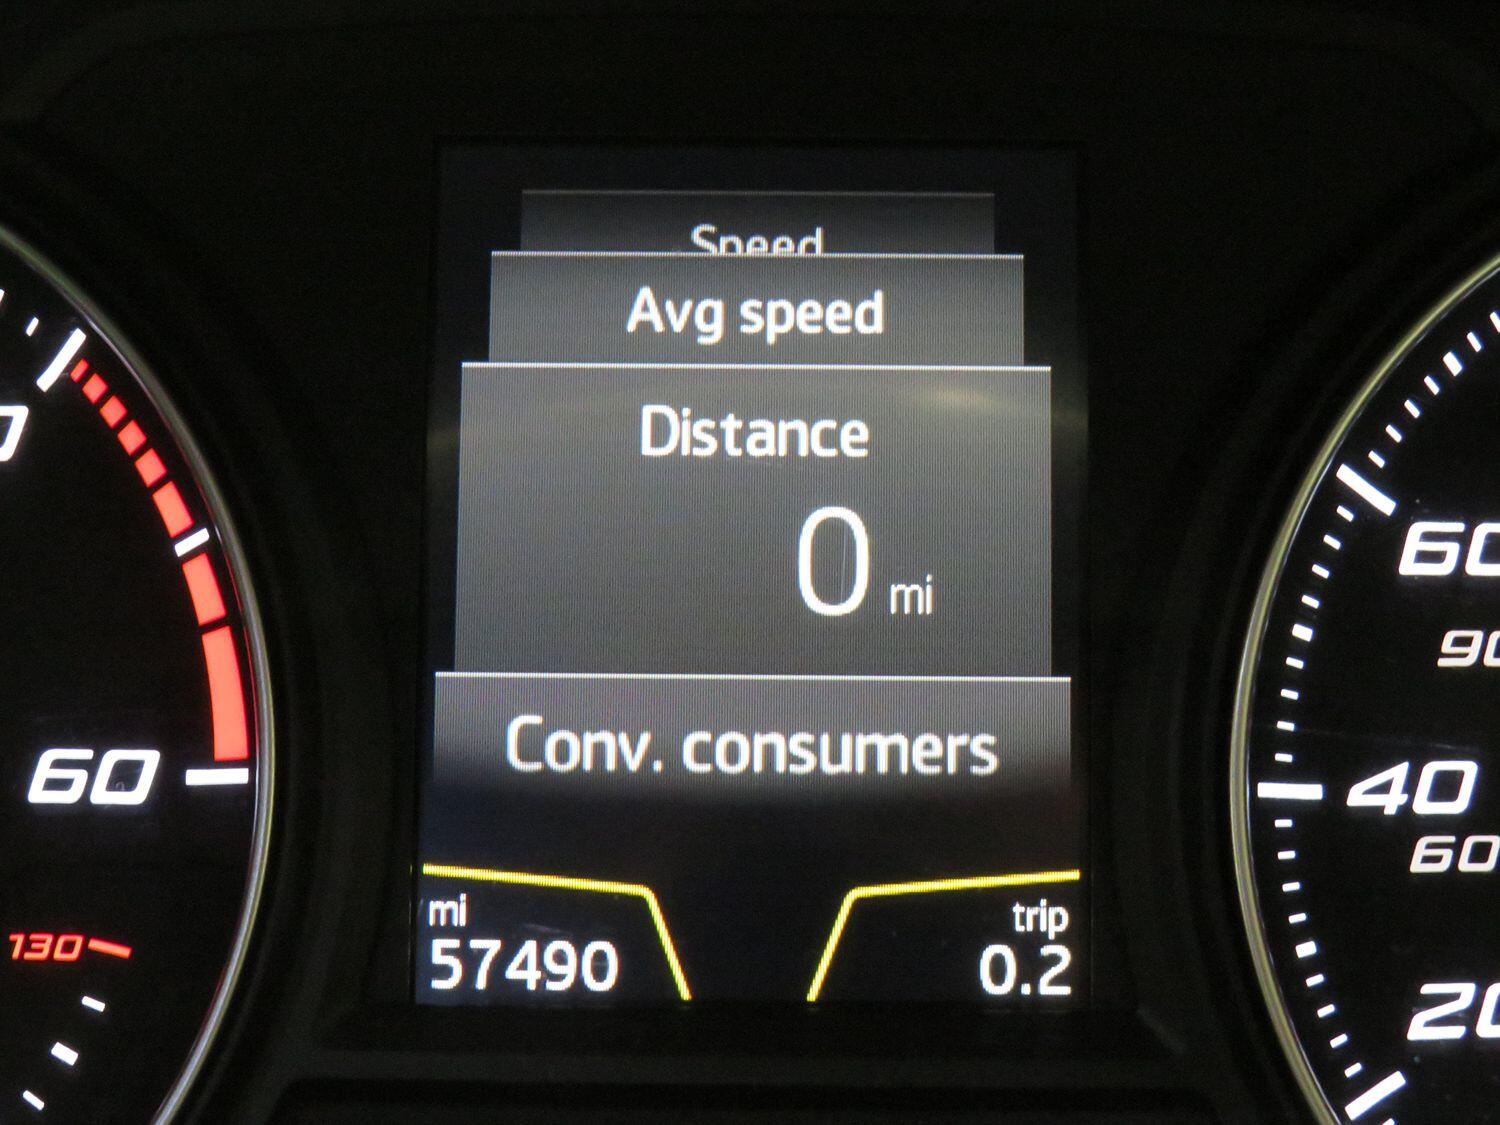 Speed
Avg speed
Distance
0 mi
Conv. consumers
mi
57490
trip
0.2
60
130
60
90
40
60
20